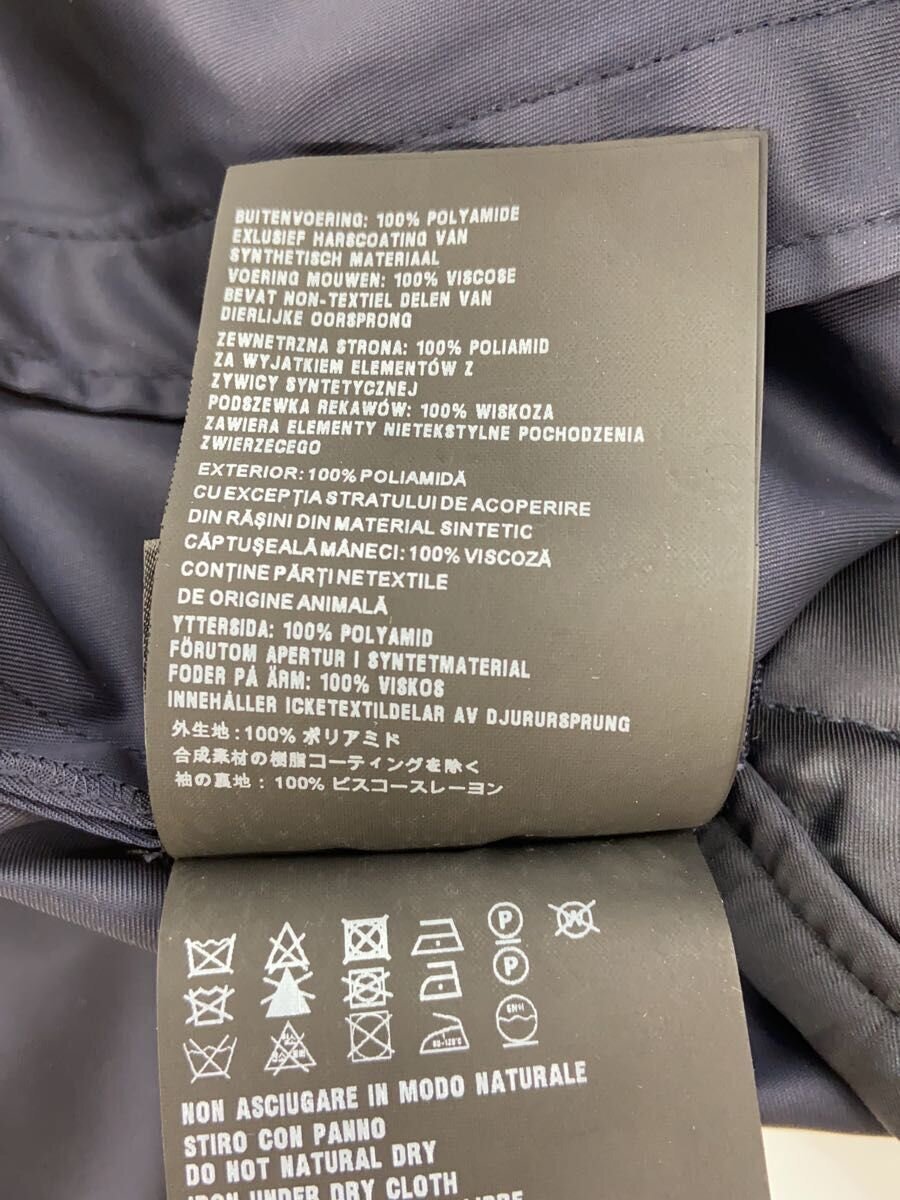 BUITENVOERING: 100% POLYAMIDE
EXLUSIEF HARSCOATING VAN
SYNTHETISCH MATERIAAL
VOERING MOUWEN: 100% VISCOSE
BEVAT NON-TEXTIEL DELEN VAN
DIERLIJKE OORSPRONG
ZEWNETRZNA STRONA: 100% POLIAMID
ZA WYJATKIEM ELEMENTÓW Z
ZYWICY SYNTETYCZNEJ
PODSZEWKA REKAWÓW: 100% WISKOZA
ZAWIERA ELEMENTY NIETEKSTYLNE POCHODZENIA
ZWIERZECEGO
EXTERIOR: 100% POLIAMIDĂ
CU EXCEPȚIA STRATULUI DE ACOPERIRE
DIN RĂȘINI DIN MATERIAL SINTETIC
CĂPTUȘEALĂ MÂNECI: 100% VISCOZĂ
CONȚINE PĂRȚI NETEXTILE
DE ORIGINE ANIMALĂ
YTTERSIDA: 100% POLYAMID
FÖRUTOM APERTUR I SYNTETMATERIAL
FODER PÅ ÄRM: 100% VISKOS
INNEHÅLLER ICKETEXTILDELAR AV DJURURSPRUNG
外生地: 100% ポリアミド
合成素材の樹脂コーティングを除く
袖の裏地: 100% ビスコースレーヨン
P
W
P
80-120°C
NON ASCIUGARE IN MODO NATURALE
STIRO CON PANNO
DO NOT NATURAL DRY
IRON UNDER DRY CLOTH